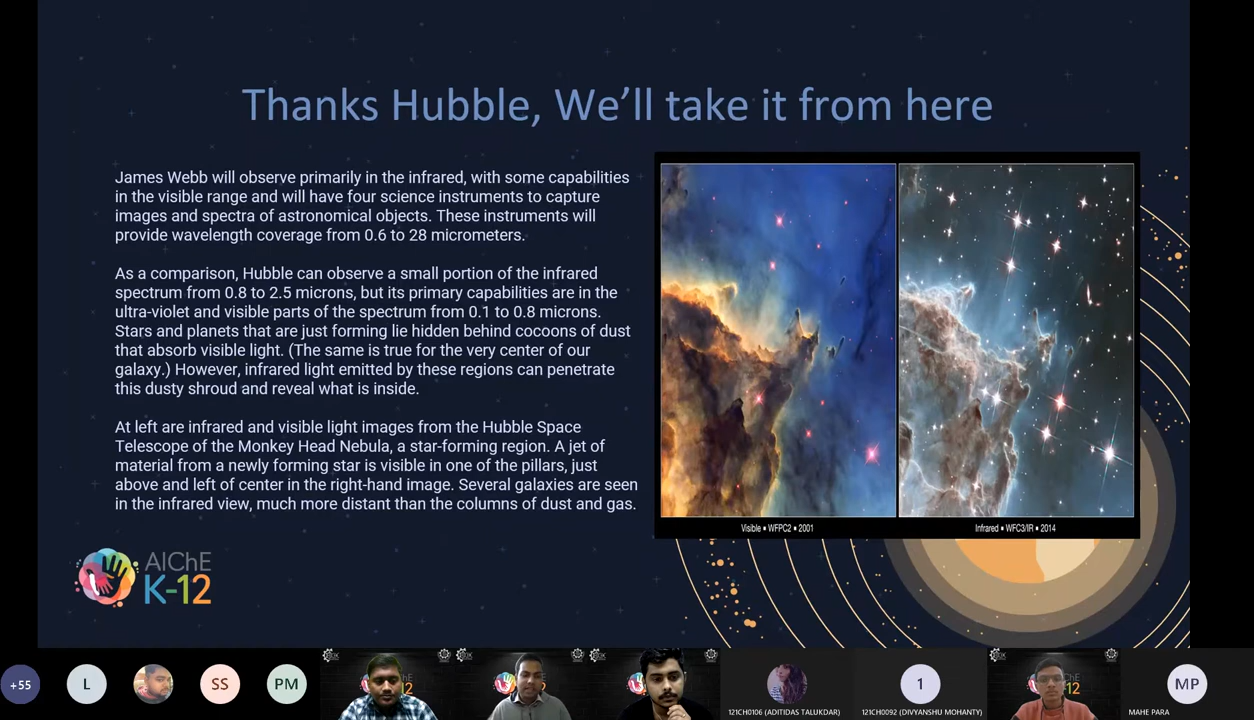 Thanks Hubble, We'll take it from here
James Webb will observe primarily in the infrared, with some capabilities
in the visible range and will have four science instruments to capture
images and spectra of astronomical objects. These instruments will
provide wavelength coverage from 0.6 to 28 micrometers.
As a comparison, Hubble can observe a small portion of the infrared
spectrum from 0.8 to 2.5 microns, but its primary capabilities are in the
ultra-violet and visible parts of the spectrum from 0.1 to 0.8 microns.
Stars and planets that are just forming lie hidden behind cocoons of dust
that absorb visible light. (The same is true for the very center of our
galaxy.) However, infrared light emitted by these regions can penetrate
this dusty shroud and reveal what is inside.
At left are infrared and visible light images from the Hubble Space
Telescope of the Monkey Head Nebula, a star-forming region. A jet of
material from a newly forming star is visible in one of the pillars, just
above and left of center in the right-hand image. Several galaxies are seen
in the infrared view, much more distant than the columns of dust and gas.
Visible ▪ WFPC2 ▪ 2001
Infrared ▪ WFC3/IR ▪ 2014
AIChE
K-12
+55
L
SS
PM
121CH0106 (ADITIDAS TALUKDAR)
1
121CH0092 (DIVYANSHU MOHANTY)
MP
MAHE PARA